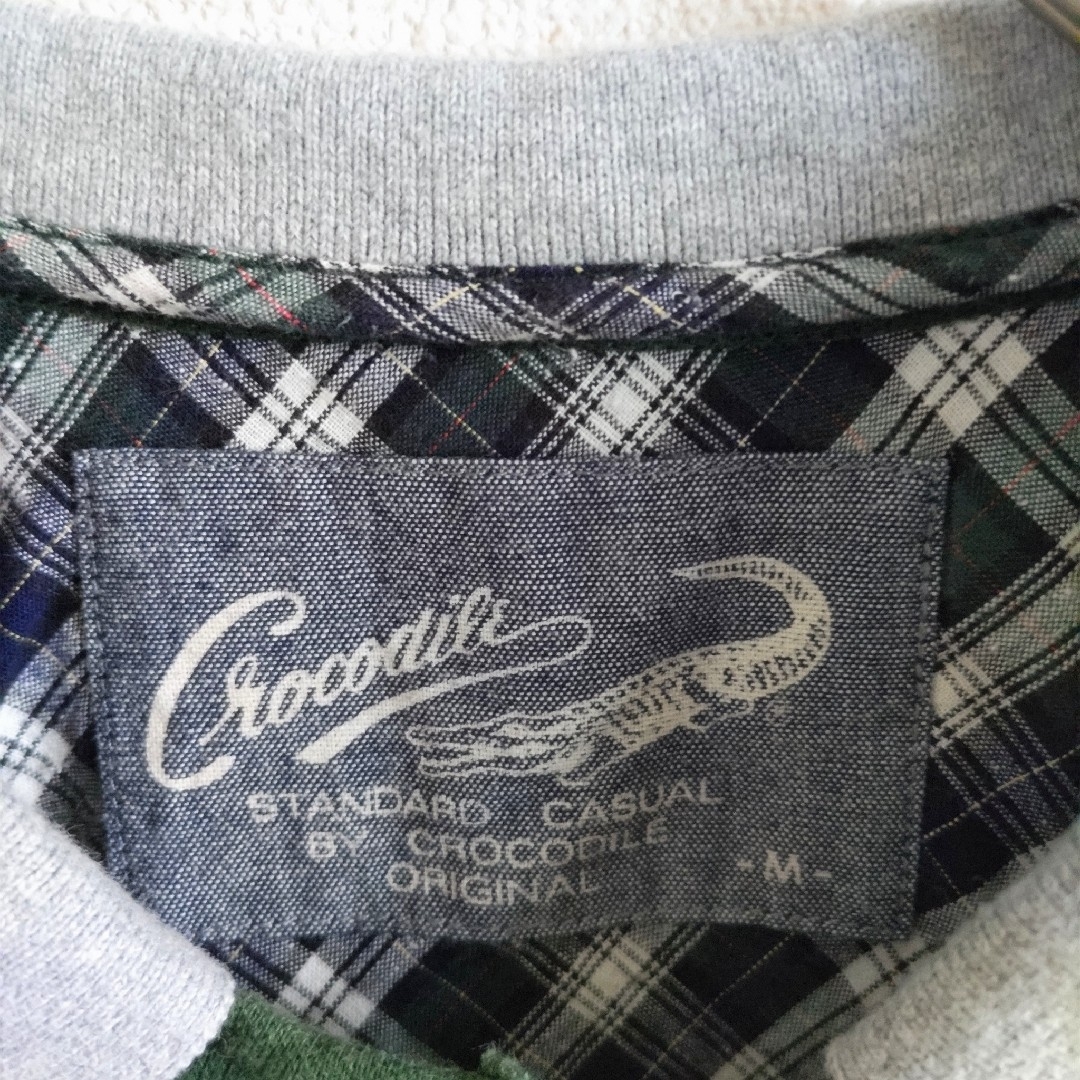 Crocodile
STANDARD CASUAL
BY CROCODILE
ORIGINAL
-M-